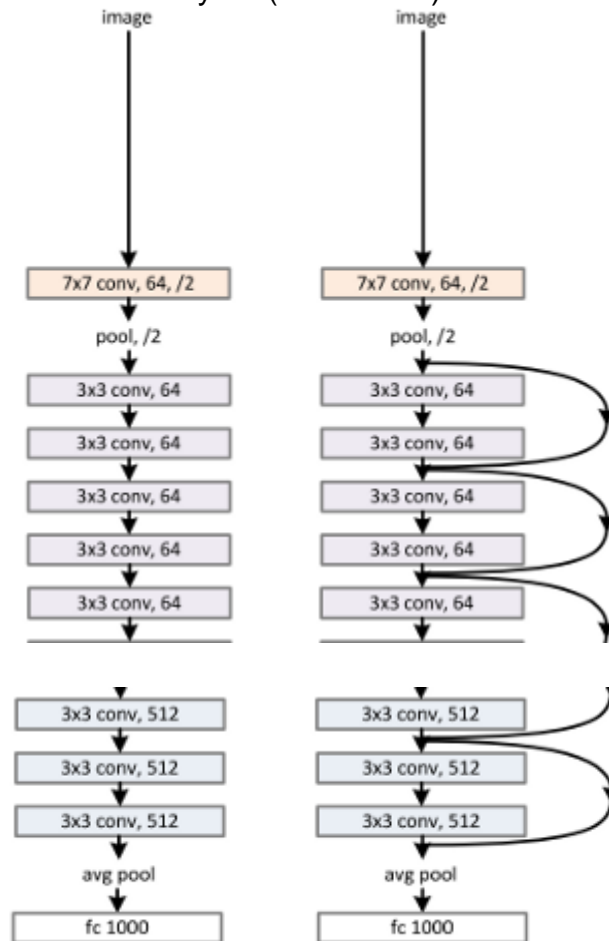 image
7x7 conv, 64, /2
pool, /2
3x3 conv, 64
3x3 conv, 64
3x3 conv, 64
3x3 conv, 64
3x3 conv, 64
3x3 conv, 512
3x3 conv, 512
3x3 conv, 512
avg pool
fc 1000
image
7x7 conv, 64, /2
pool, /2
3x3 conv, 64
3x3 conv, 64
3x3 conv, 64
3x3 conv, 64
3x3 conv, 64
3x3 conv, 512
3x3 conv, 512
3x3 conv, 512
avg pool
fc 1000